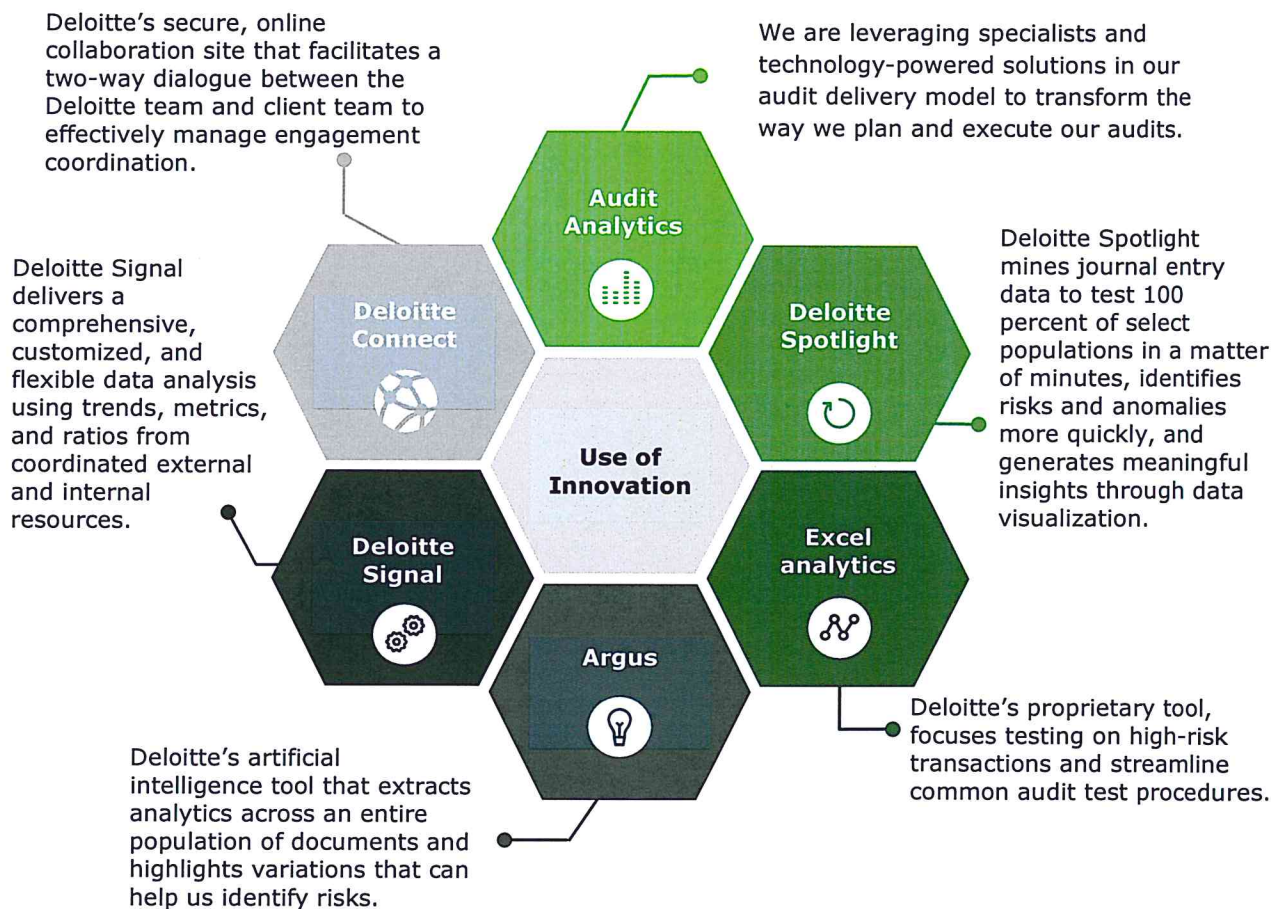 Deloitte's secure, online
collaboration site that facilitates a
two-way dialogue between the
Deloitte team and client team to
effectively manage engagement
coordination.
We are leveraging specialists and
technology-powered solutions in our
audit delivery model to transform the
way we plan and execute our audits.
Audit
Analytics
Deloitte
Connect
Deloitte
Spotlight
Deloitte Signal
delivers a
comprehensive,
customized, and
flexible data analysis
using trends, metrics,
and ratios from
coordinated external
and internal
resources.
Deloitte Spotlight
mines journal entry
data to test 100
percent of select
populations in a matter
of minutes, identifies
risks and anomalies
more quickly, and
generates meaningful
insights through data
visualization.
Use of
Innovation
Deloitte
Signal
Excel
analytics
Argus
Deloitte's proprietary tool,
focuses testing on high-risk
transactions and streamline
common audit test procedures.
Deloitte's artificial
intelligence tool that extracts
analytics across an entire
population of documents and
highlights variations that can
help us identify risks.